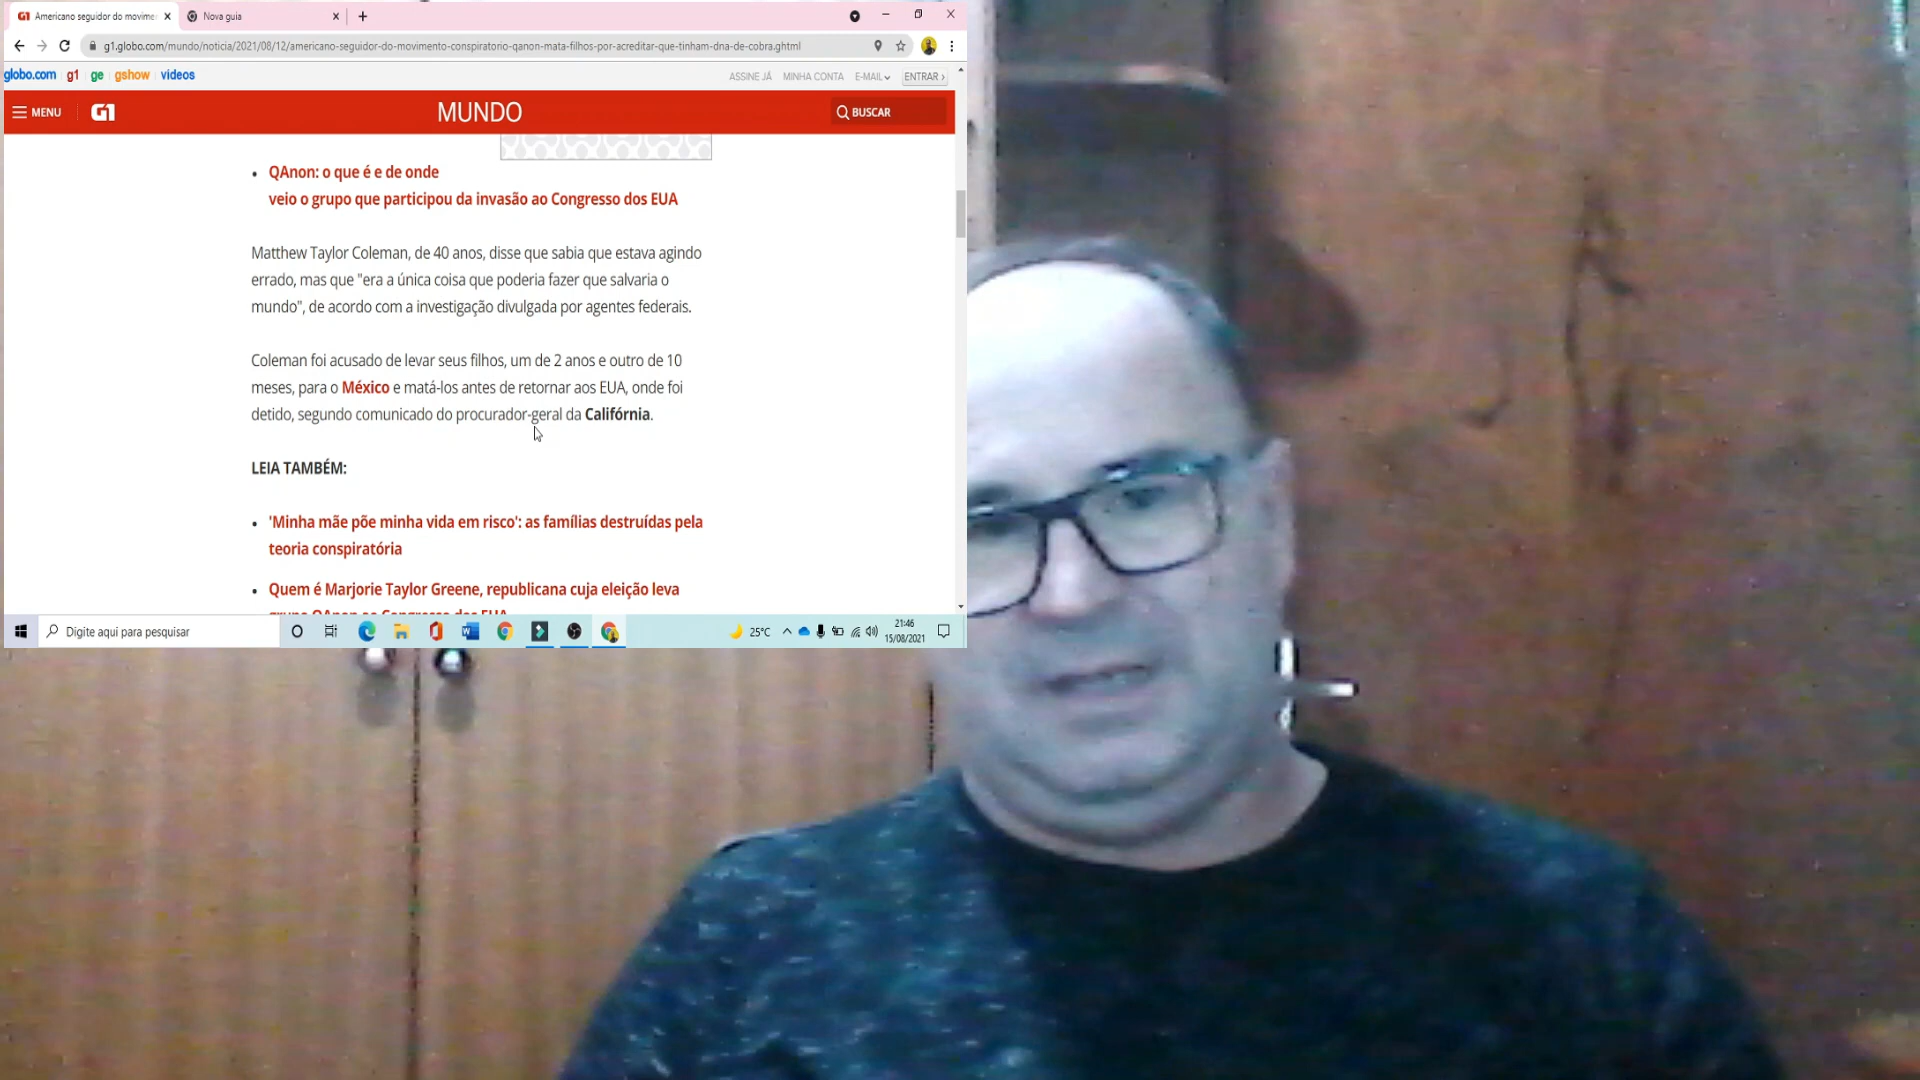 G1 Americano seguidor do movime
Nova guia
g1.globo.com/mundo/noticia/2021/08/12/americano-seguidor-do-movimento-conspiratorio-qanon-mata-filhos-por-acreditar-que-tinham-dna-de-cobra.ghtml
globo.com g1 ge gshow videos
ASSINE JÁ MINHA CONTA E-MAIL ENTRAR ›
MENU G1 MUNDO BUSCAR
• QAnon: o que é e de onde
veio o grupo que participou da invasão ao Congresso dos EUA
Matthew Taylor Coleman, de 40 anos, disse que sabia que estava agindo
errado, mas que "era a única coisa que poderia fazer que salvaria o
mundo", de acordo com a investigação divulgada por agentes federais.
Coleman foi acusado de levar seus filhos, um de 2 anos e outro de 10
meses, para o México e matá-los antes de retornar aos EUA, onde foi
detido, segundo comunicado do procurador-geral da Califórnia.
LEIA TAMBÉM:
• 'Minha mãe põe minha vida em risco': as famílias destruídas pela
teoria conspiratória
• Quem é Marjorie Taylor Greene, republicana cuja eleição leva
grupo QAnon ao Congresso dos EUA
Digite aqui para pesquisar
25°C
21:46
15/08/2021